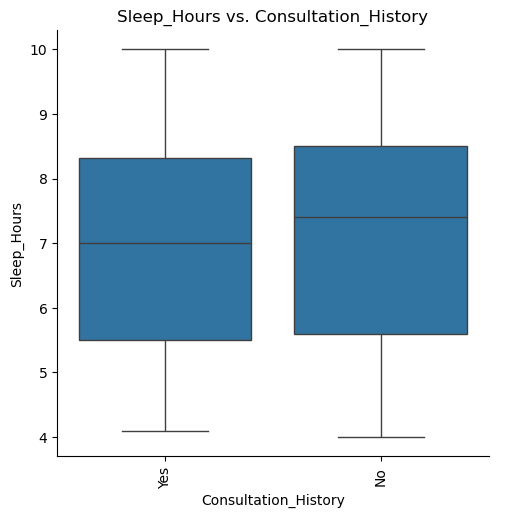 Sleep_Hours vs. Consultation_History
10
9
8
7
6
5
4
Sleep_Hours
Yes
No
Consultation_History